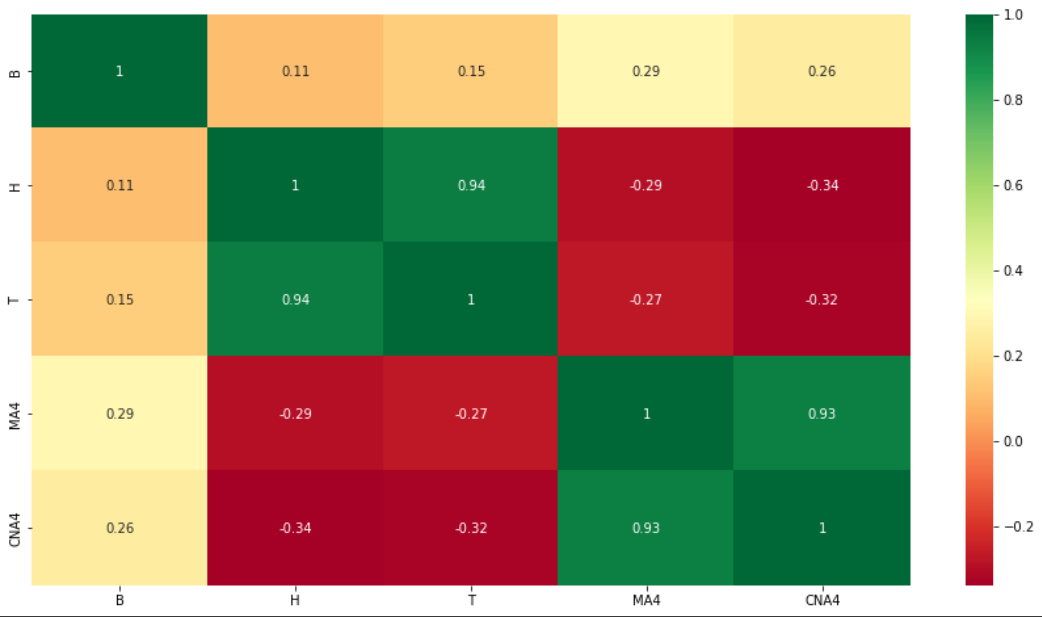 B 1 0.11 0.15 0.29 0.26
H 0.11 1 0.94 -0.29 -0.34
T 0.15 0.94 1 -0.27 -0.32
MA4 0.29 -0.29 -0.27 1 0.93
CNA4 0.26 -0.34 -0.32 0.93 1
B H T MA4 CNA4
1.0
0.8
0.6
0.4
0.2
0.0
−0.2